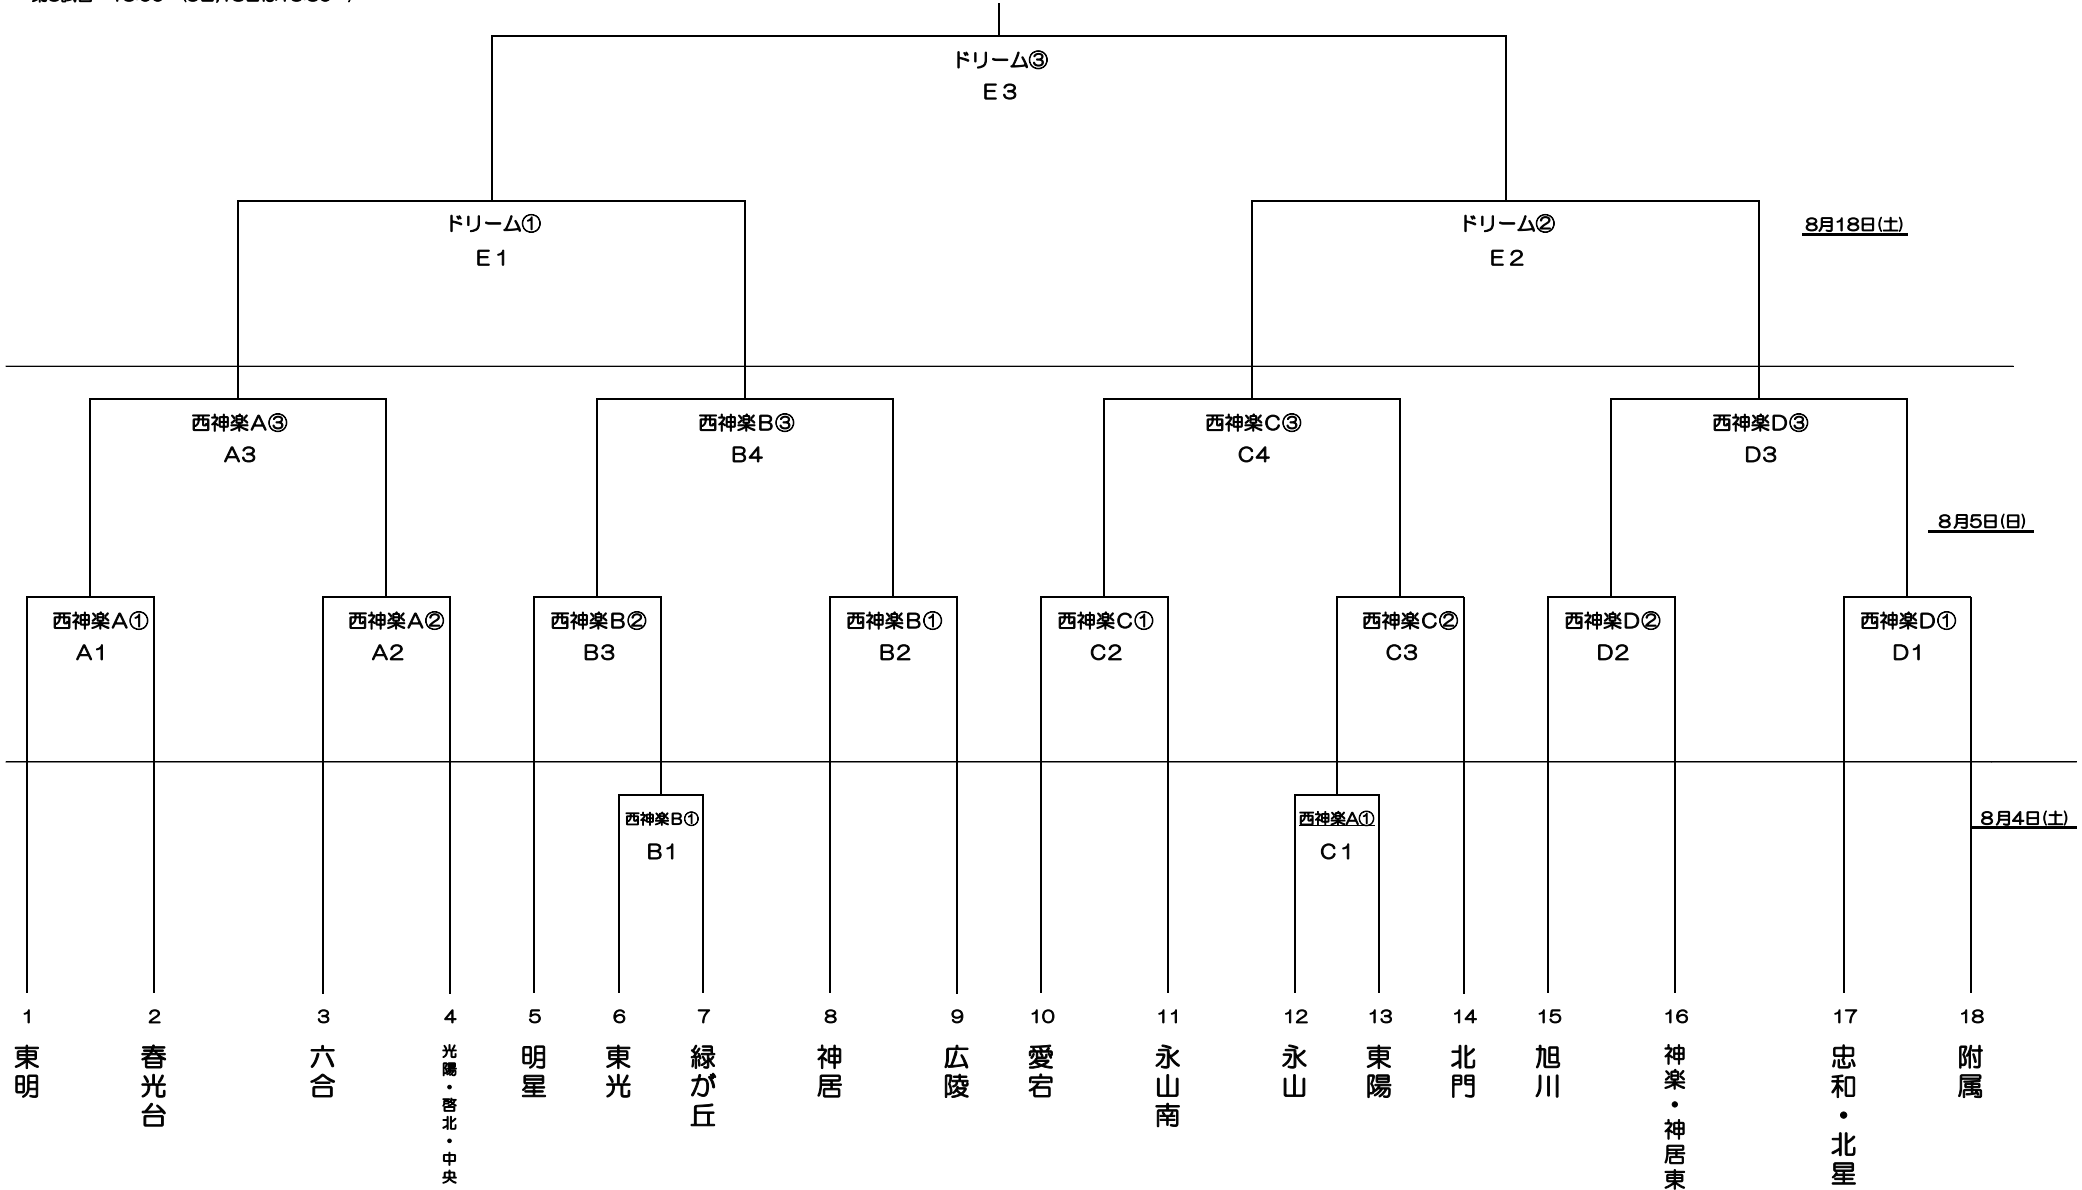 ドリーム③
E3
ドリーム①
E1
ドリーム②
E2
8月18日(土)
西神楽A③
A3
西神楽B③
B4
西神楽C③
C4
西神楽D③
D3
8月5日(日)
西神楽A①
A1
西神楽A②
A2
西神楽B②
B3
西神楽B①
B2
西神楽C①
C2
西神楽C②
C3
西神楽D②
D2
西神楽D①
D1
西神楽B①
B1
西神楽A①
C1
8月4日(土)
1
東明
2
春光台
3
六合
4
光陽・啓北・中央
5
明星
6
東光
7
緑が丘
8
神居
9
広陵
10
愛宕
11
永山南
12
永山
13
東陽
14
北門
15
旭川
16
神楽・神居東
17
忠和・北星
18
附属